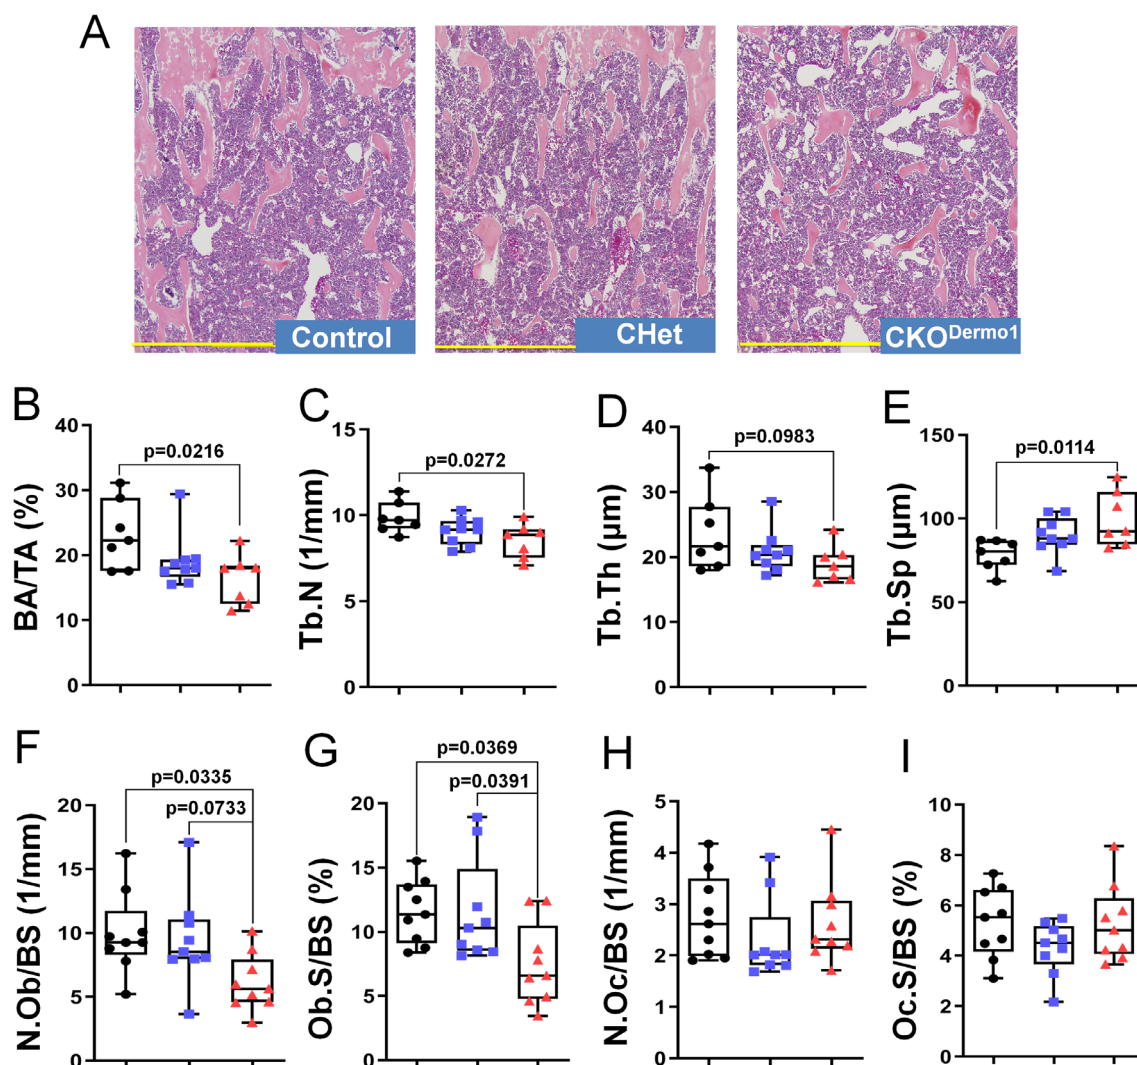 A
Control
CHet
CKO^Dermo1
B
BA/TA (%)
40
30
20
10
0
p=0.0216
C
Tb.N (1/mm)
15
10
5
0
p=0.0272
D
Tb.Th (μm)
40
30
20
10
0
p=0.0983
E
Tb.Sp (μm)
150
100
50
0
p=0.0114
F
N.Ob/BS (1/mm)
20
15
10
5
0
p=0.0335
p=0.0733
G
Ob.S/BS (%)
20
15
10
5
0
p=0.0369
p=0.0391
H
N.Oc/BS (1/mm)
5
4
3
2
1
0
I
Oc.S/BS (%)
10
8
6
4
2
0